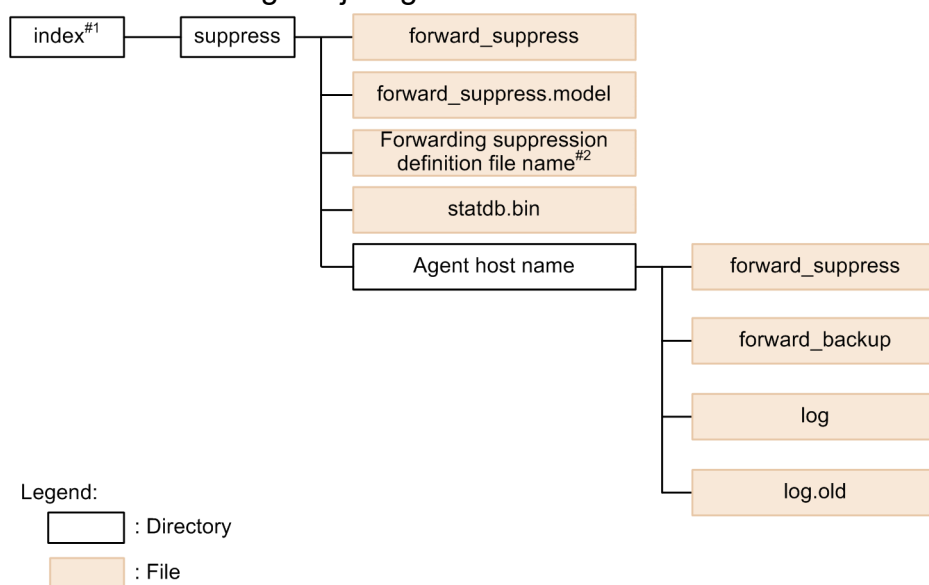 index#1
suppress
forward_suppress
forward_suppress.model
Forwarding suppression
definition file name#2
statdb.bin
Agent host name
forward_suppress
forward_backup
log
log.old
Legend:
: Directory
: File